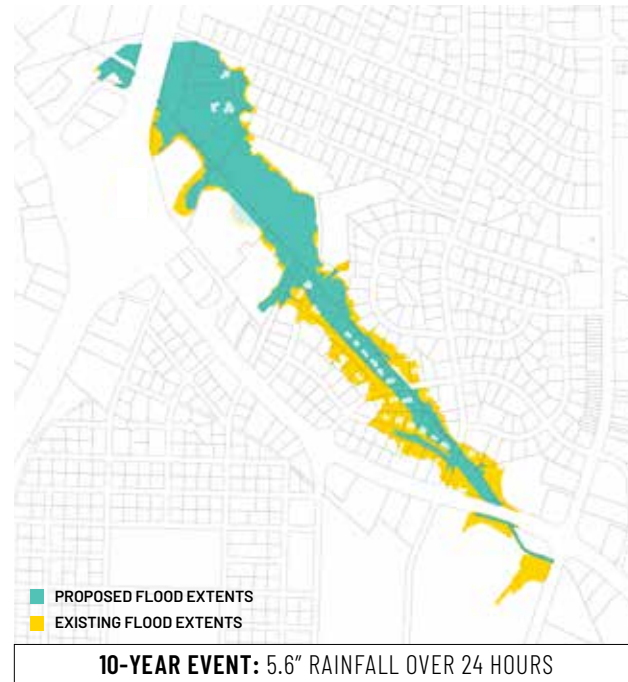 PROPOSED FLOOD EXTENTS
EXISTING FLOOD EXTENTS
10-YEAR EVENT: 5.6" RAINFALL OVER 24 HOURS